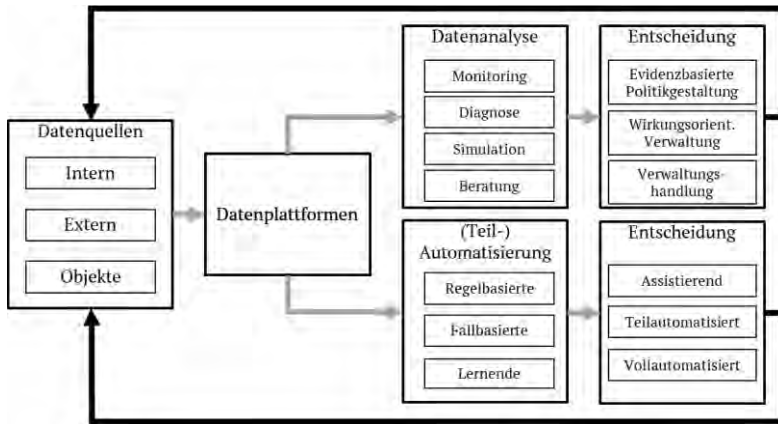 Datenquellen
Intern
Extern
Objekte
Datenplattformen
Datenanalyse
Monitoring
Diagnose
Simulation
Beratung
Entscheidung
Evidenzbasierte
Politikgestaltung
Wirkungsorient.
Verwaltung
Verwaltungs-
handlung
(Teil-)
Automatisierung
Regelbasierte
Fallbasierte
Lernende
Entscheidung
Assistierend
Teilautomatisiert
Vollautomatisiert